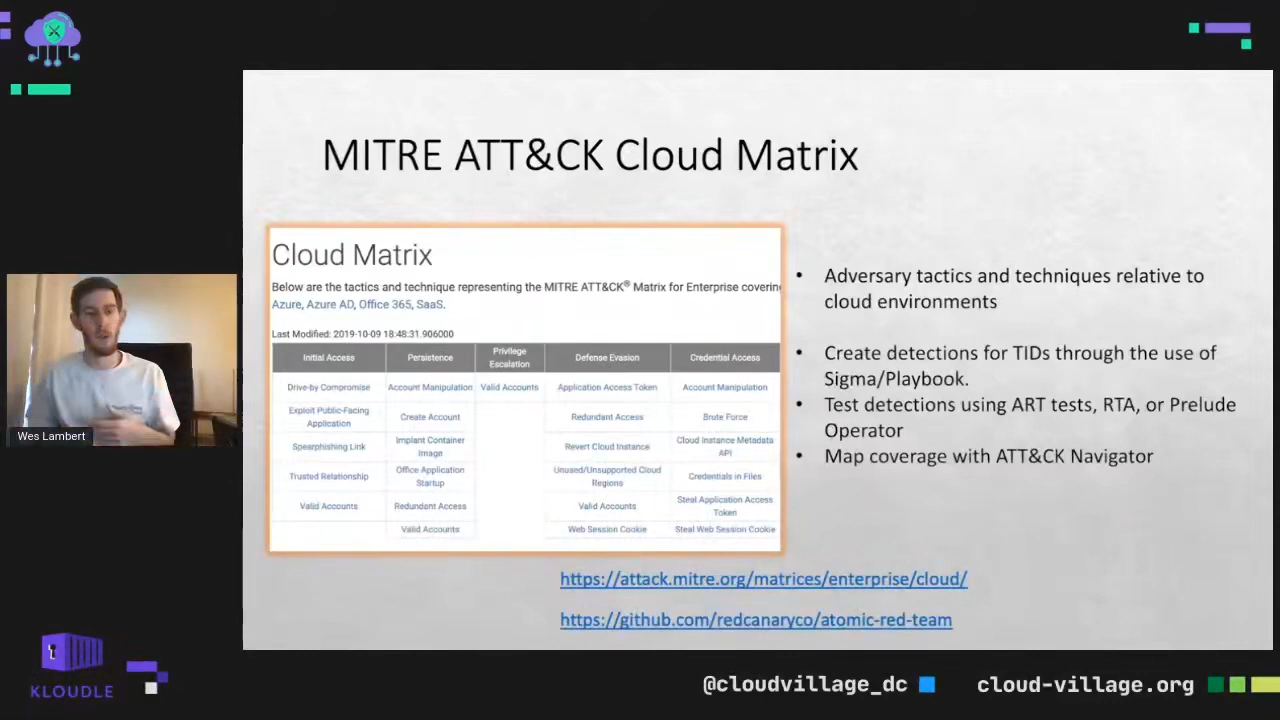 MITRE ATT&CK Cloud Matrix
Cloud Matrix
Below are the tactics and technique representing the MITRE ATT&CK® Matrix for Enterprise
Azure, Azure AD, Office 365, SaaS.
Last Modified: 2019-10-09 18:48:31.906000
Initial Access Persistence Privilege Escalation Defense Evasion Credential Access
Drive-by Compromise Account Manipulation Valid Accounts Application Access Token Account Manipulation
Exploit Public-Facing Application Create Account Redundant Access Brute Force
Spearphishing Link Implant Container Image Revert Cloud Instance Cloud Instance Metadata API
Trusted Relationship Office Application Startup Unused/Unsupported Cloud Regions Credentials in Files
Valid Accounts Redundant Access Valid Accounts Steal Application Access Token
Valid Accounts Web Session Cookie Steal Web Session Cookie
• Adversary tactics and techniques relative to
cloud environments
• Create detections for TIDs through the use of
Sigma/Playbook.
• Test detections using ART tests, RTA, or Prelude
Operator
• Map coverage with ATT&CK Navigator
https://attack.mitre.org/matrices/enterprise/cloud/
https://github.com/redcanaryco/atomic-red-team
Wes Lambert
KLOUDLE
@cloudvillage_dc
cloud-village.org